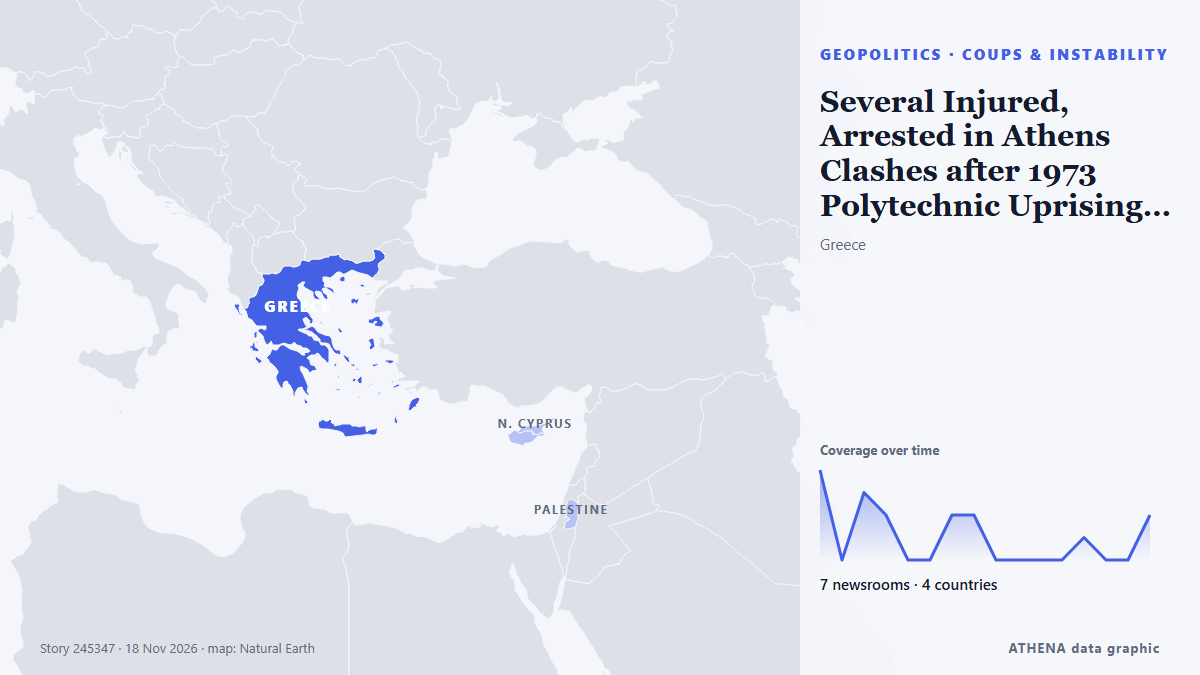 GEOPOLITICS · COUPS & INSTABILITY
Several Injured,
Arrested in Athens
Clashes after 1973
Polytechnic Uprising...
Greece
GREECE
N. CYPRUS
PALESTINE
Coverage over time
7 newsrooms · 4 countries
Story 245347 · 18 Nov 2026 · map: Natural Earth
ATHENA data graphic